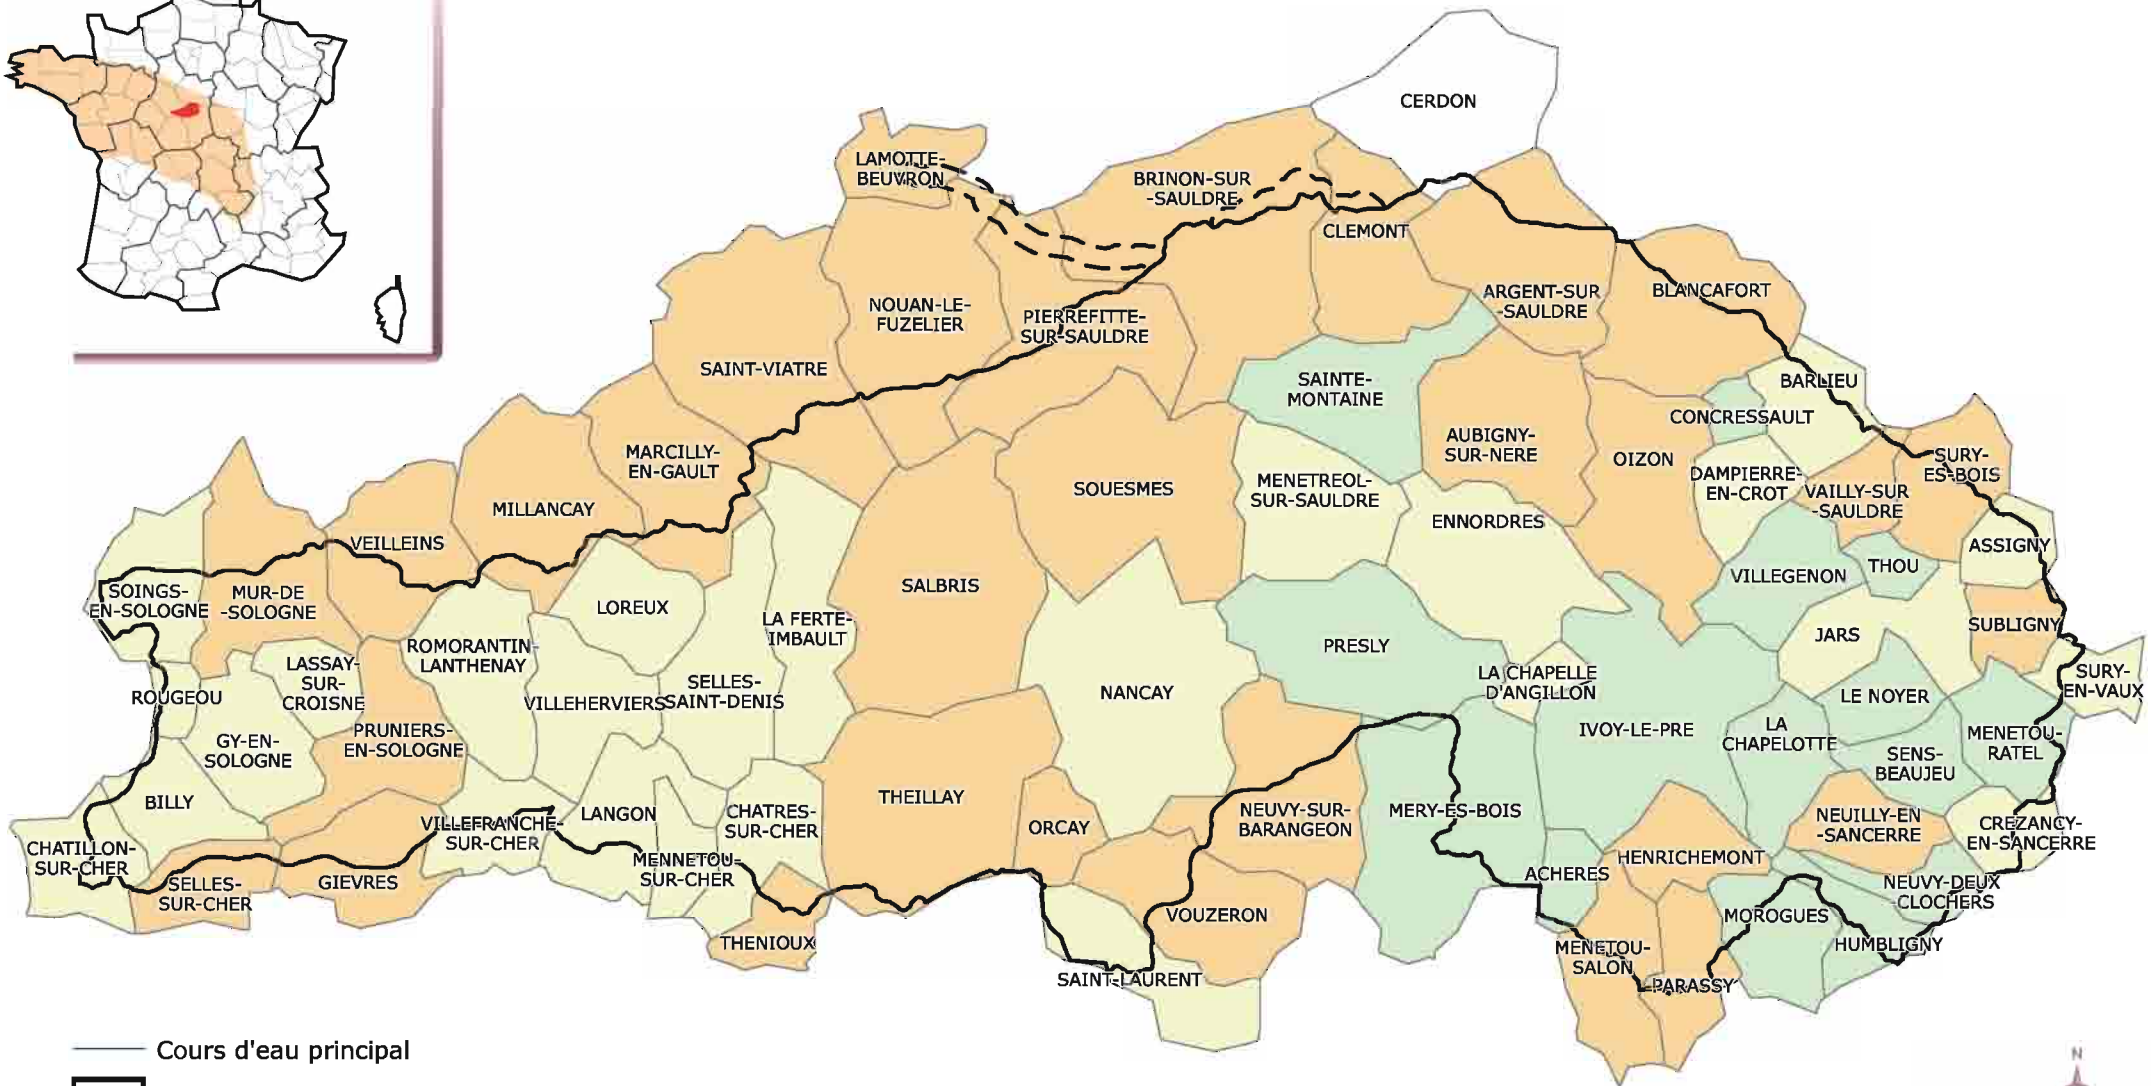 CERDON
LAMOTTE-
BEUVRON
BRINON-SUR
-SAULDRE
CLEMONT
NOUAN-LE-
FUZELIER
PIERREFITTE-
SUR-SAULDRE
ARGENT-SUR
-SAULDRE
BLANCAFORT
SAINT-VIATRE
SAINTE-
MONTAINE
BARLIEU
CONCRESSAULT
MARCILLY-
EN-GAULT
AUBIGNY-
SUR-NERE
OIZON
SURY-
ES-BOIS
MILLANCAY
SOUESMES
MENETREOL-
SUR-SAULDRE
DAMPIERRE-
EN-CROT
VAILLY-SUR
-SAULDRE
ENNORDRES
VEILLEINS
ASSIGNY
SOINGS-
EN-SOLOGNE
MUR-DE
-SOLOGNE
LOREUX
SALBRIS
VILLEGENON
THOU
LA FERTE-
IMBAULT
SUBLIGNY
ROMORANTIN-
LANTHENAY
PRESLY
JARS
LASSAY-
SUR-
CROISNE
ROUGEOU
VILLEHERVIERS
SELLES-
SAINT-DENIS
NANCAY
LA CHAPELLE
D'ANGILLON
LE NOYER
SURY-
EN-VAUX
GY-EN-
SOLOGNE
PRUNIERS-
EN-SOLOGNE
IVOY-LE-PRE
LA
CHAPELOTTE
MENETOU-
RATEL
SENS-
BEAUJEU
BILLY
LANGON
CHATRES-
SUR-CHER
THEILLAY
ORCAY
NEUVY-SUR-
BARANGEON
MERY-ES-BOIS
NEUILLY-EN
-SANCERRE
CREZANCY-
EN-SANCERRE
VILLEFRANCHE-
SUR-CHER
CHATILLON-
SUR-CHER
SELLES-
SUR-CHER
GIEVRES
MENNETOU-
SUR-CHER
HENRICHEMONT
ACHERES
NEUVY-DEUX
-CLOCHERS
VOUZERON
MOROGUES
THENIOUX
HUMBLIGNY
MENETOU-
SALON
SAINT-LAURENT
PARASSY
Cours d'eau principal
N